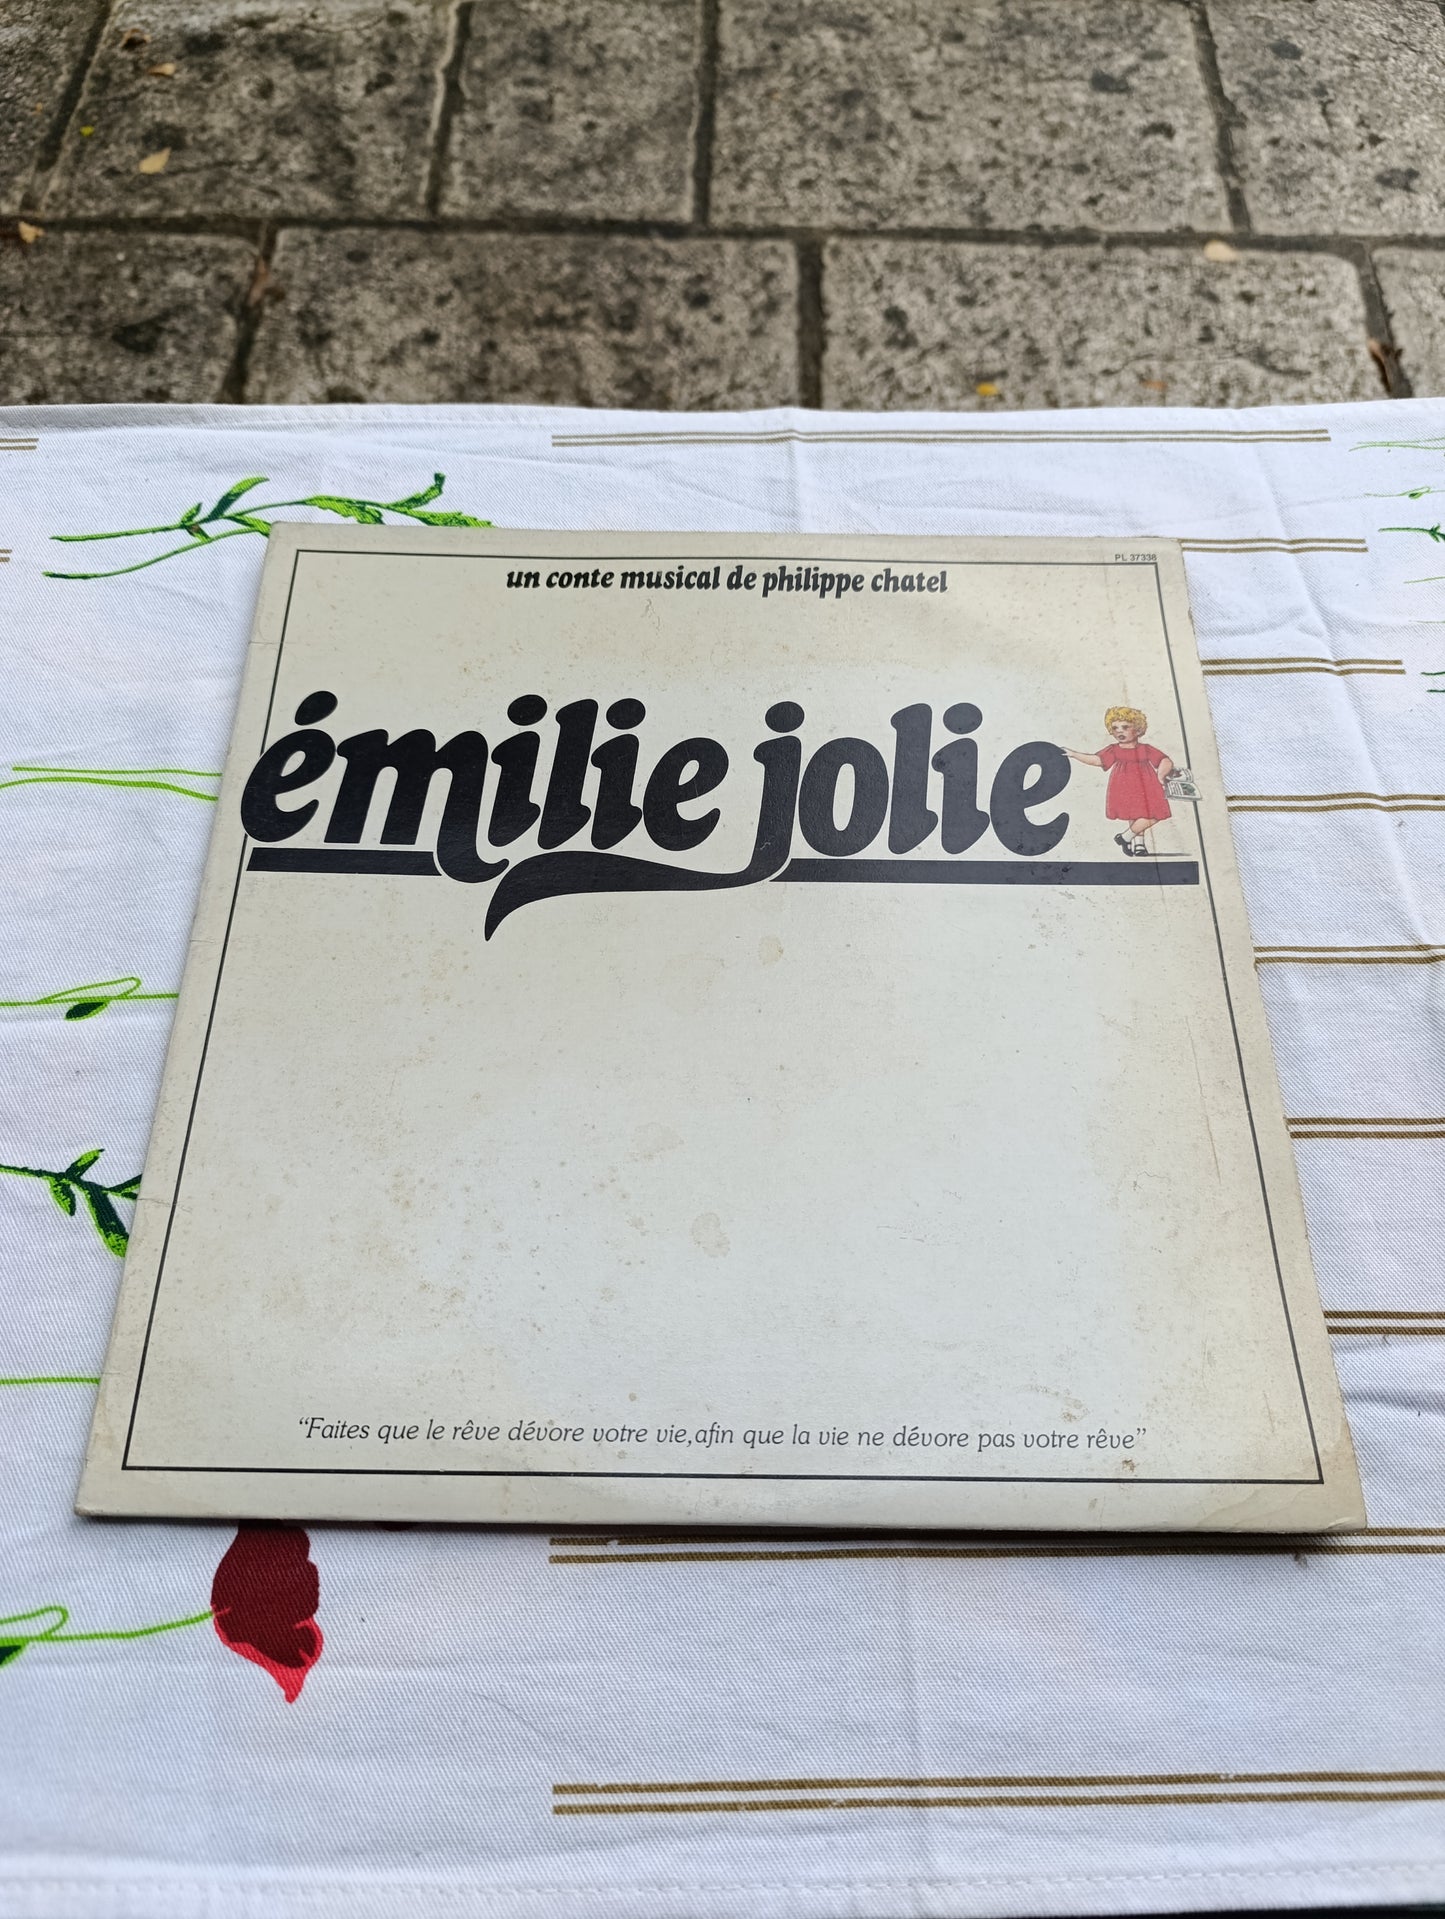 PL 37338
un conte musical de philippe chatel
émilie jolie
“Faites que le rêve dévore votre vie,afin que la vie ne dévore pas votre rêve”